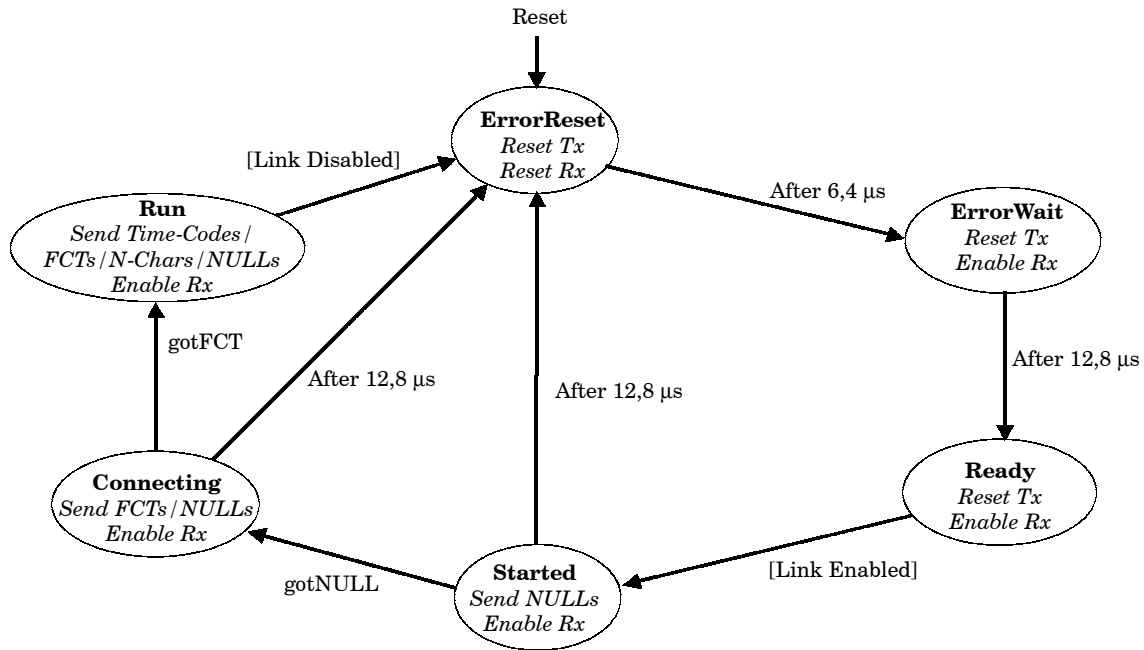 Reset
ErrorReset
Reset Tx
Reset Rx
[Link Disabled]
After 6,4 µs
Run
Send Time-Codes/
FCTs/N-Chars/NULLs
Enable Rx
ErrorWait
Reset Tx
Enable Rx
gotFCT
After 12,8 µs
After 12,8 µs
After 12,8 µs
Connecting
Send FCTs/NULLs
Enable Rx
Ready
Reset Tx
Enable Rx
gotNULL
Started
Send NULLs
Enable Rx
[Link Enabled]